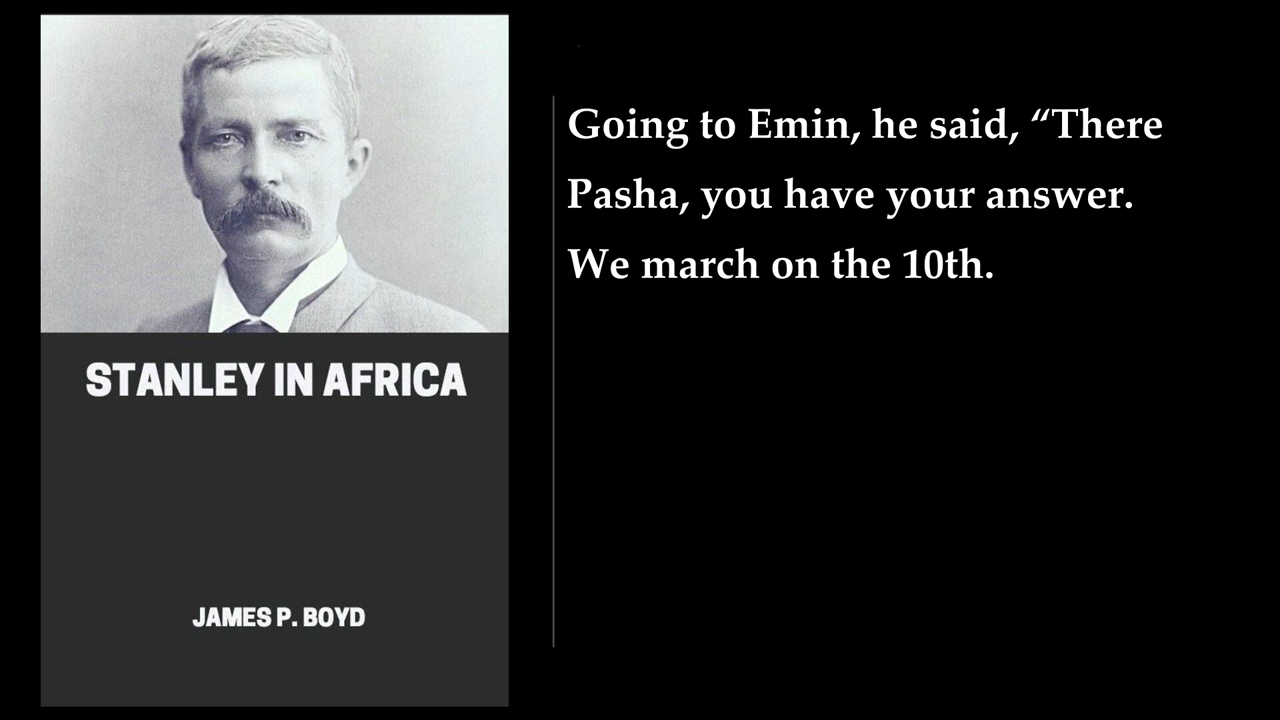 STANLEY IN AFRICA
JAMES P. BOYD
Going to Emin, he said, “There
Pasha, you have your answer.
We march on the 10th.